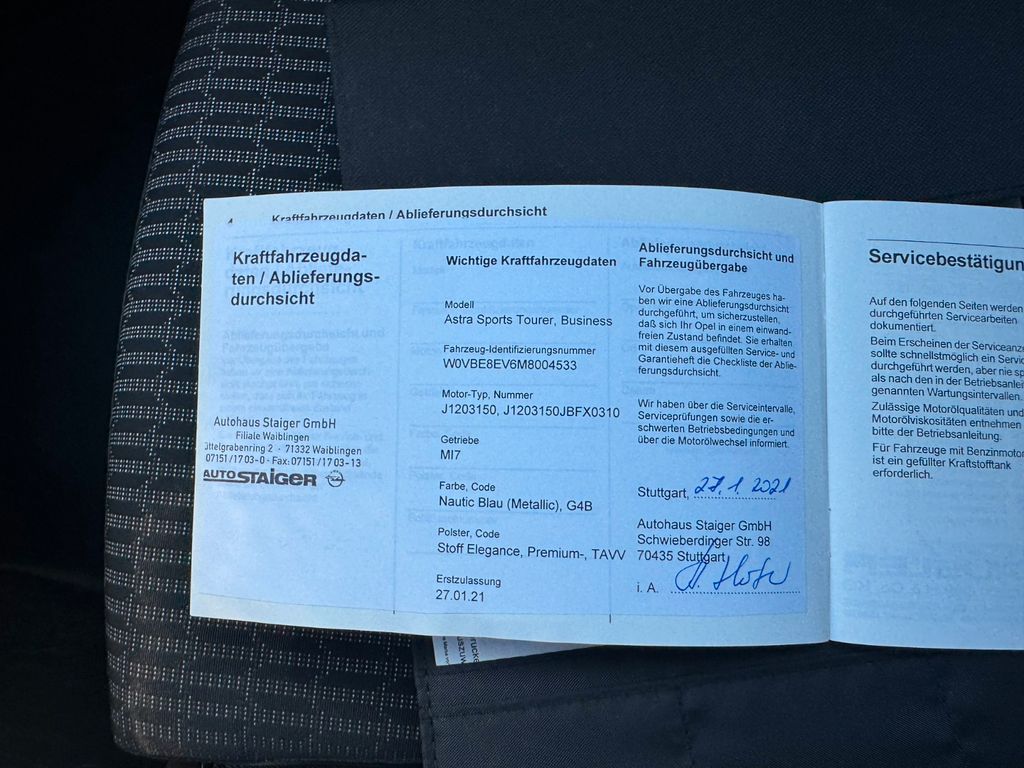 4 Kraftfahrzeugdaten / Ablieferungsdurchsicht
Kraftfahrzeugda-
ten / Ablieferungs-
durchsicht
Autohaus Staiger GmbH
Filiale Waiblingen
üttelgrabenring 2 · 71332 Waiblingen
07151/1703-0 · Fax: 07151/1703-13
AUTOSTAIGER
Wichtige Kraftfahrzeugdaten
Modell
Astra Sports Tourer, Business
Fahrzeug-Identifizierungsnummer
W0VBE8EV6M8004533
Motor-Typ, Nummer
J1203150, J1203150JBFX0310
Getriebe
MI7
Farbe, Code
Nautic Blau (Metallic), G4B
Polster, Code
Stoff Elegance, Premium-, TAVV
Erstzulassung
27.01.21
Ablieferungsdurchsicht und
Fahrzeugübergabe
Vor Übergabe des Fahrzeuges ha-
ben wir eine Ablieferungsdurchsicht
durchgeführt, um sicherzustellen,
daß sich Ihr Opel in einem einwand-
freien Zustand befindet. Sie erhalten
mit diesem ausgefüllten Service- und
Garantieheft die Checkliste der Ablie-
ferungsdurchsicht.
Wir haben über die Serviceintervalle,
Serviceprüfungen sowie die er-
schwerten Betriebsbedingungen und
über die Motorölwechsel informiert.
Stuttgart, 27.1.2021
Autohaus Staiger GmbH
Schwieberdinger Str. 98
70435 Stuttgart
i. A.
Servicebestätigun
Auf den folgenden Seiten werden
durchgeführten Servicearbeiten
dokumentiert.
Beim Erscheinen der Serviceanze
sollte schnellstmöglich ein Servic
durchgeführt werden, aber nie sp
als nach den in der Betriebsanlei
genannten Wartungsintervallen.
Zulässige Motorölqualitäten und
Motorölviskositäten entnehmen
bitte der Betriebsanleitung.
Für Fahrzeuge mit Benzinmotor
ist ein gefüllter Kraftstofftank
erforderlich.